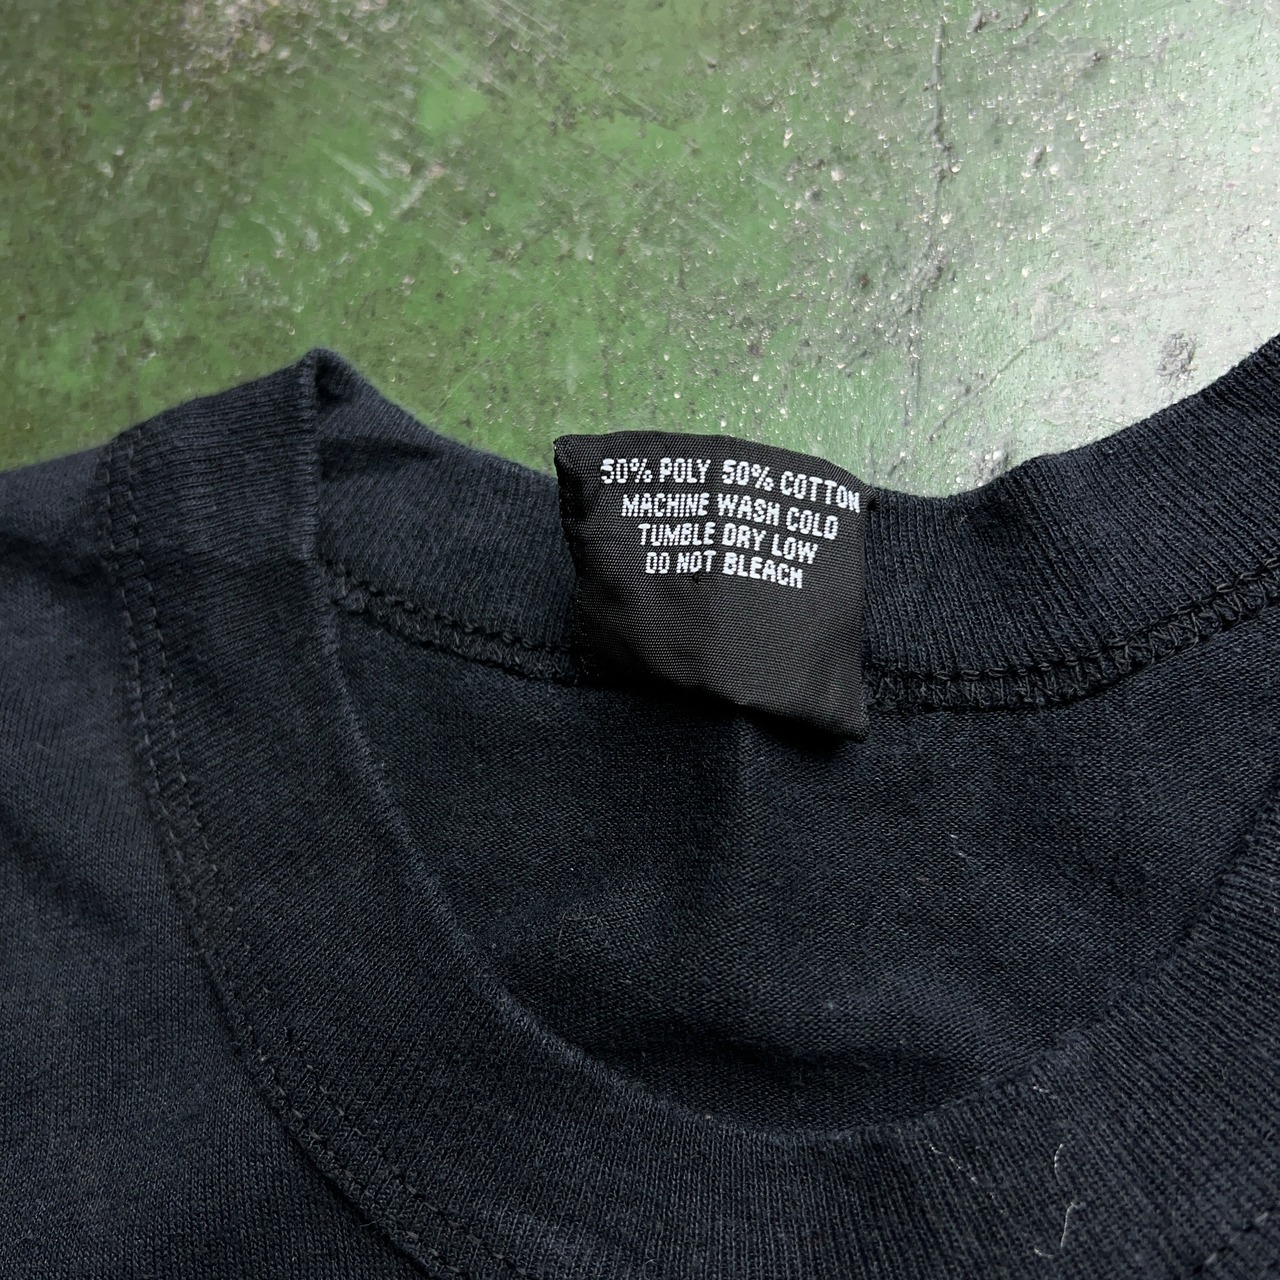 50% POLY 50% COTTON
MACHINE WASH COLD
TUMBLE DRY LOW
DO NOT BLEACH